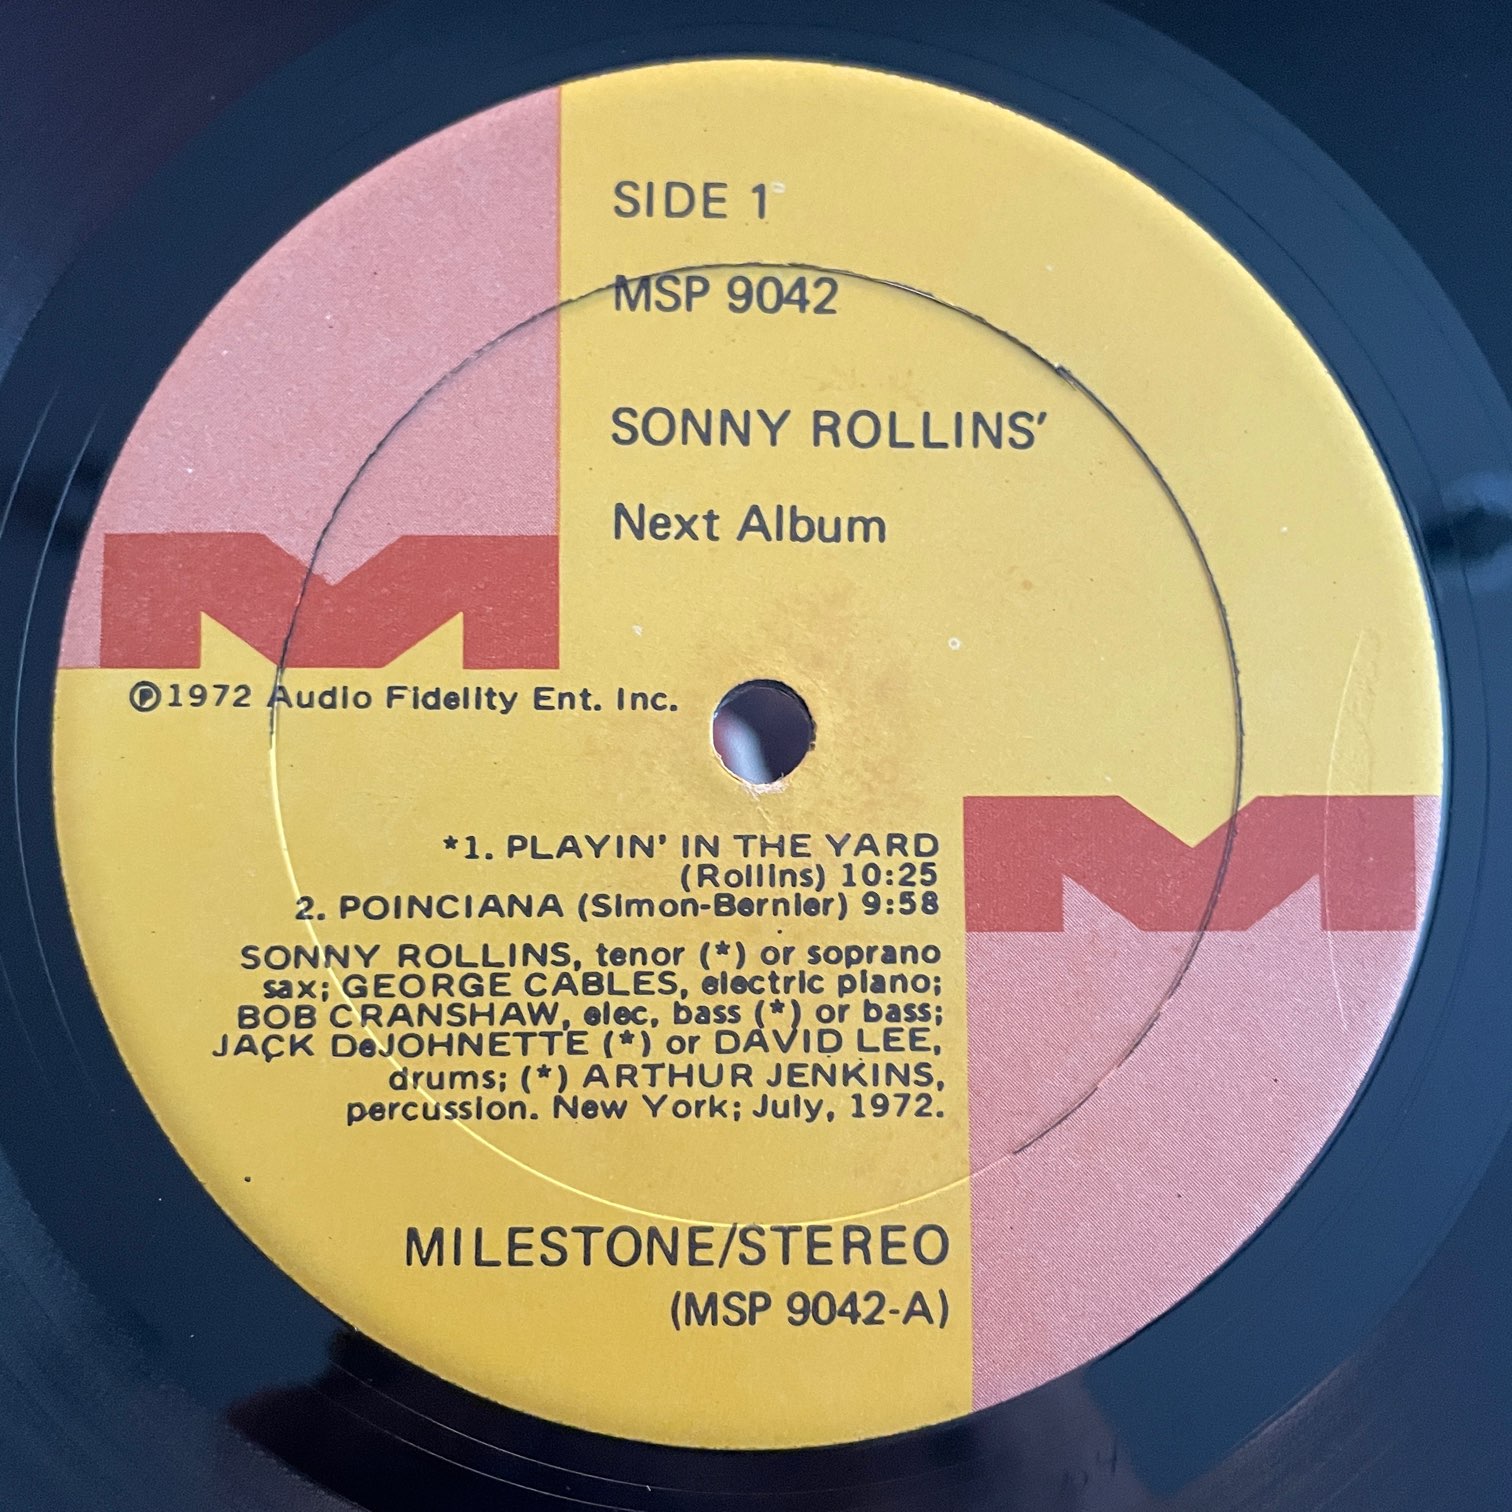 SIDE 1
MSP 9042
SONNY ROLLINS'
Next Album
℗1972 Audio Fidelity Ent. Inc.
*1. PLAYIN' IN THE YARD
(Rollins) 10:25
2. POINCIANA (Simon-Bernier) 9:58
SONNY ROLLINS, tenor (*) or soprano
sax; GEORGE CABLES, electric piano;
BOB CRANSHAW, elec, bass (*) or bass;
JACK DeJOHNETTE (*) or DAVID LEE,
drums; (*) ARTHUR JENKINS,
percussion. New York; July, 1972.
MILESTONE/STEREO
(MSP 9042-A)